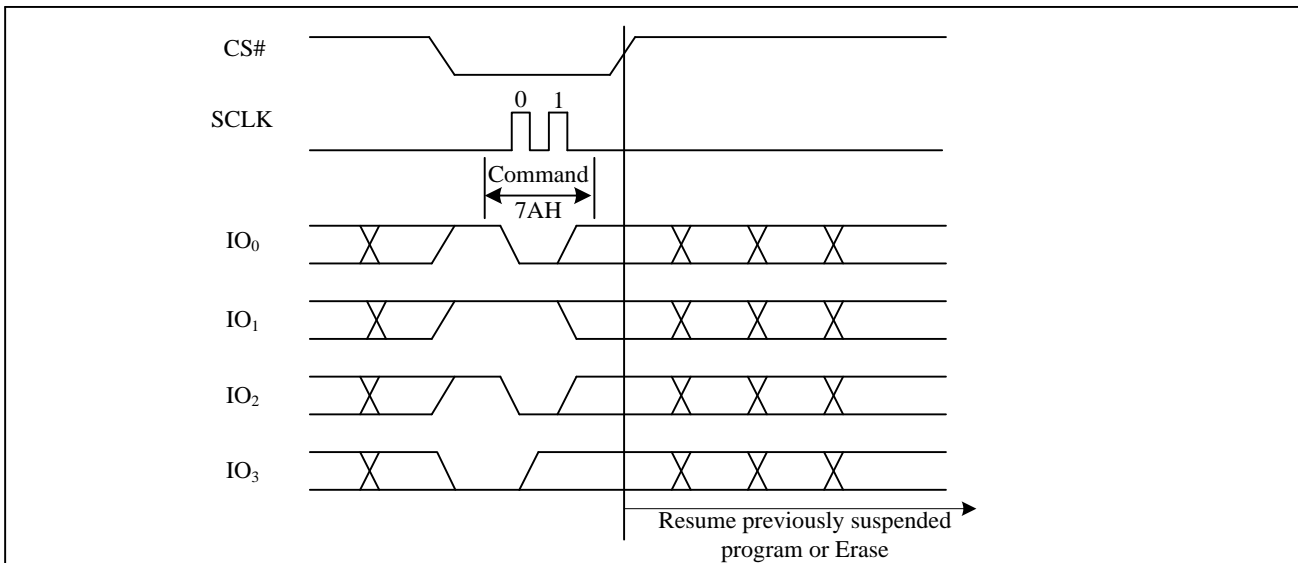 CS#
0 1
SCLK
Command
7AH
IO₀
IO₁
IO₂
IO₃
Resume previously suspended
program or Erase